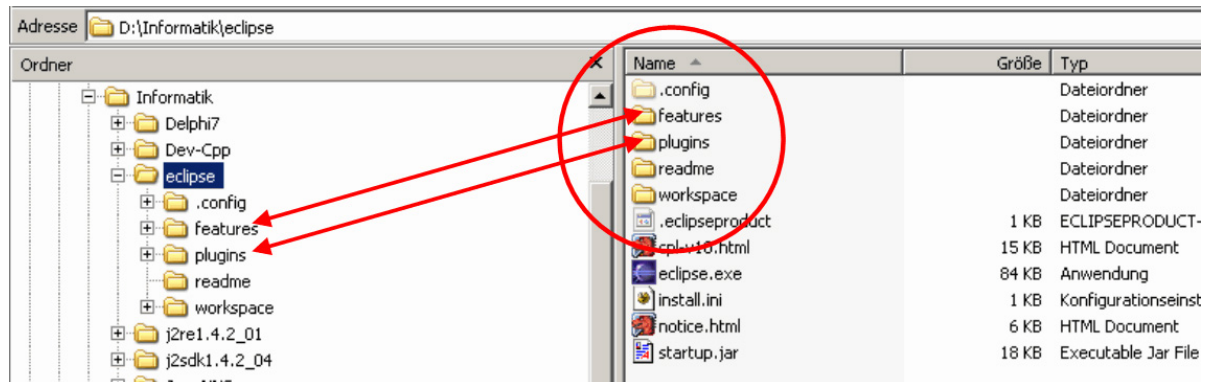 Adresse D:\Informatik\eclipse
Ordner
Informatik
Delphi7
Dev-Cpp
eclipse
.config
features
plugins
readme
workspace
j2re1.4.2_01
j2sdk1.4.2_04
Name Größe Typ
.config Dateiordner
features Dateiordner
plugins Dateiordner
readme Dateiordner
workspace Dateiordner
.eclipseproduct 1 KB ECLIPSEPRODUCT-
cpl-v10.html 15 KB HTML Document
eclipse.exe 84 KB Anwendung
install.ini 1 KB Konfigurationseinst
notice.html 6 KB HTML Document
startup.jar 18 KB Executable Jar File